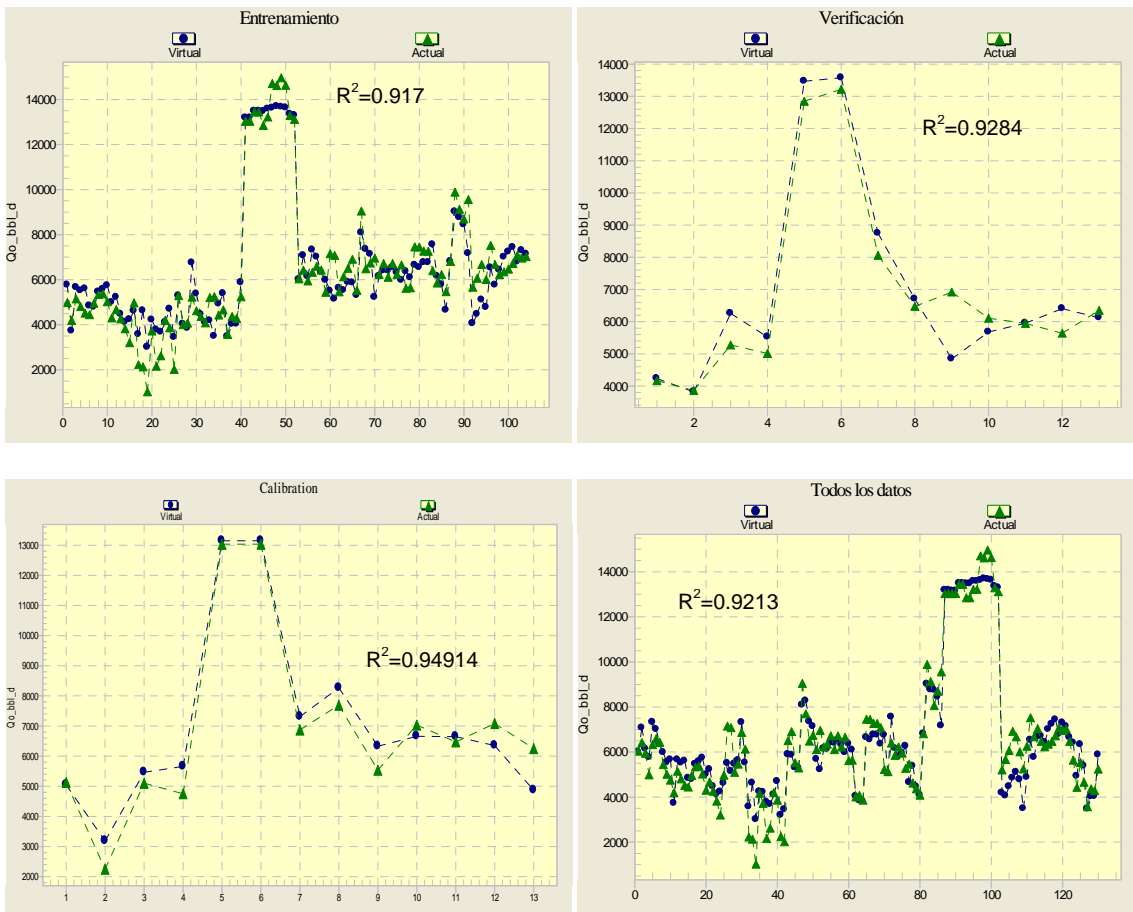 Entrenamiento
Virtual Actual
R²=0.917
Qo_bbl_d
14000
12000
10000
8000
6000
4000
2000
0 10 20 30 40 50 60 70 80 90 100
Verificación
Virtual Actual
R²=0.9284
Qo_bbl_d
14000
13000
12000
11000
10000
9000
8000
7000
6000
5000
4000
2 4 6 8 10 12
Calibration
Virtual Actual
R²=0.94914
Qo_bbl_d
13000
12000
11000
10000
9000
8000
7000
6000
5000
4000
3000
2000
1 2 3 4 5 6 7 8 9 10 11 12 13
Todos los datos
Virtual Actual
R²=0.9213
Qo_bbl_d
14000
12000
10000
8000
6000
4000
2000
0 20 40 60 80 100 120